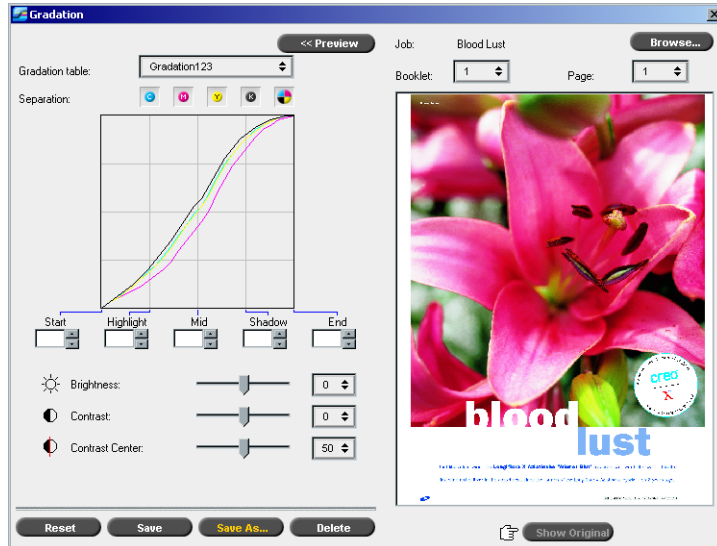 Gradation
<< Preview
Gradation table:
Gradation123
Separation:
C M Y K
Start Highlight Mid Shadow End
Brightness:
0
Contrast:
0
Contrast Center:
50
Reset Save Save As... Delete
Job: Blood Lust
Browse...
Booklet: 1 Page: 1
creo
X
blood
lust
Show Original